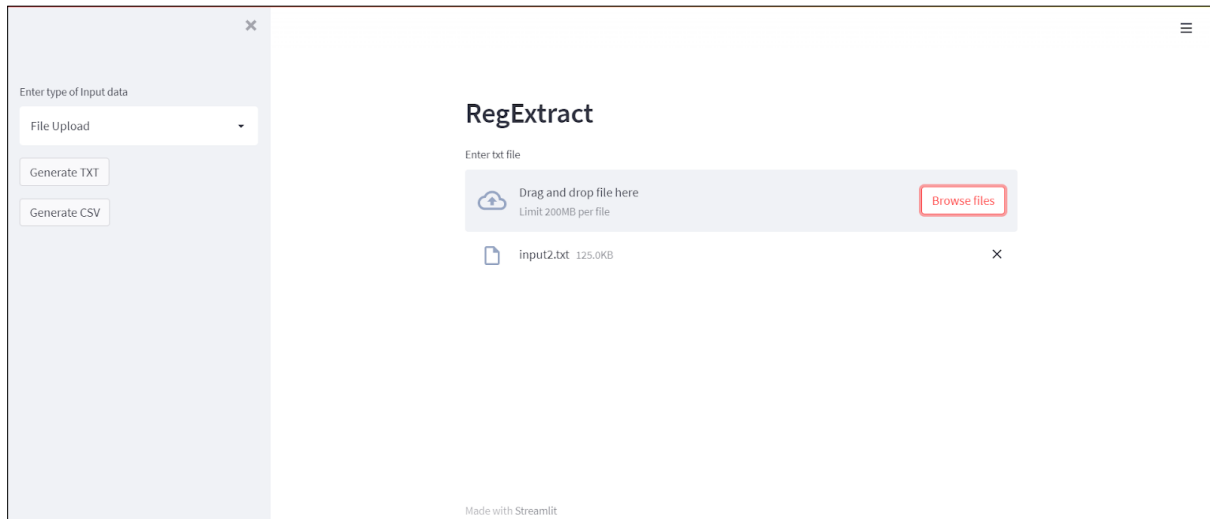 Enter type of Input data
File Upload
Generate TXT
Generate CSV
RegExtract
Enter txt file
Drag and drop file here
Limit 200MB per file
Browse files
input2.txt 125.0KB
Made with Streamlit